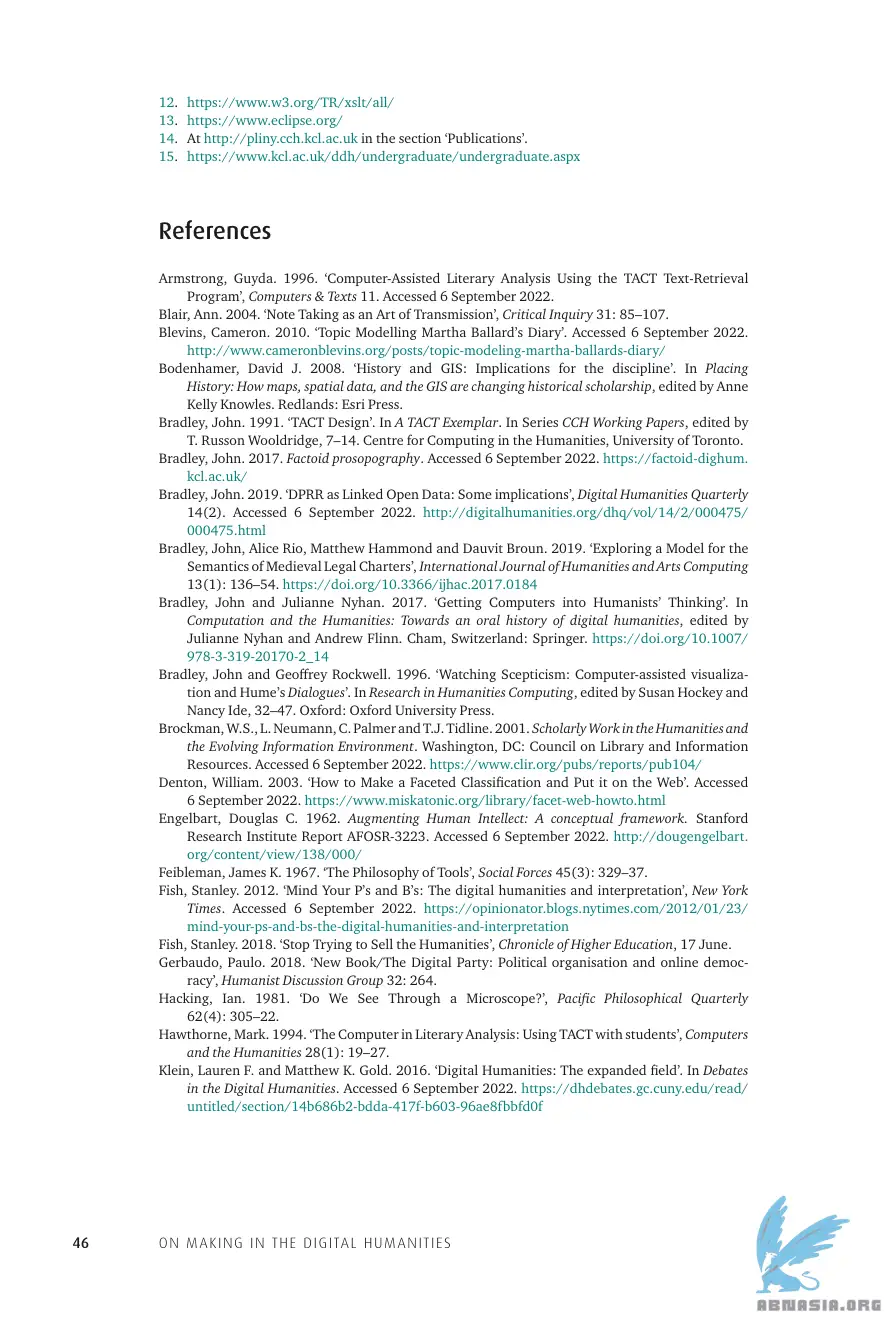 12. https://www.w3.org/TR/xslt/all/
13. https://www.eclipse.org/
14. At http://pliny.cch.kcl.ac.uk in the section ‘Publications’.
15. https://www.kcl.ac.uk/ddh/undergraduate/undergraduate.aspx
References
Armstrong, Guyda. 1996. ‘Computer-Assisted Literary Analysis Using the TACT Text-Retrieval
Program’, Computers & Texts 11. Accessed 6 September 2022.
Blair, Ann. 2004. ‘Note Taking as an Art of Transmission’, Critical Inquiry 31: 85–107.
Blevins, Cameron. 2010. ‘Topic Modelling Martha Ballard’s Diary’. Accessed 6 September 2022.
http://www.cameronblevins.org/posts/topic-modeling-martha-ballards-diary/
Bodenhamer, David J. 2008. ‘History and GIS: Implications for the discipline’. In Placing
History: How maps, spatial data, and the GIS are changing historical scholarship, edited by Anne
Kelly Knowles. Redlands: Esri Press.
Bradley, John. 1991. ‘TACT Design’. In A TACT Exemplar. In Series CCH Working Papers, edited by
T. Russon Wooldridge, 7–14. Centre for Computing in the Humanities, University of Toronto.
Bradley, John. 2017. Factoid prosopography. Accessed 6 September 2022. https://factoid-dighum.
kcl.ac.uk/
Bradley, John. 2019. ‘DPRR as Linked Open Data: Some implications’, Digital Humanities Quarterly
14(2). Accessed 6 September 2022. http://digitalhumanities.org/dhq/vol/14/2/000475/
000475.html
Bradley, John, Alice Rio, Matthew Hammond and Dauvit Broun. 2019. ‘Exploring a Model for the
Semantics of Medieval Legal Charters’, International Journal of Humanities and Arts Computing
13(1): 136–54. https://doi.org/10.3366/ijhac.2017.0184
Bradley, John and Julianne Nyhan. 2017. ‘Getting Computers into Humanists’ Thinking’. In
Computation and the Humanities: Towards an oral history of digital humanities, edited by
Julianne Nyhan and Andrew Flinn. Cham, Switzerland: Springer. https://doi.org/10.1007/
978-3-319-20170-2_14
Bradley, John and Geoffrey Rockwell. 1996. ‘Watching Scepticism: Computer-assisted visualiza-
tion and Hume’s Dialogues’. In Research in Humanities Computing, edited by Susan Hockey and
Nancy Ide, 32–47. Oxford: Oxford University Press.
Brockman, W.S., L. Neumann, C. Palmer and T.J. Tidline. 2001. Scholarly Work in the Humanities and
the Evolving Information Environment. Washington, DC: Council on Library and Information
Resources. Accessed 6 September 2022. https://www.clir.org/pubs/reports/pub104/
Denton, William. 2003. ‘How to Make a Faceted Classification and Put it on the Web’. Accessed
6 September 2022. https://www.miskatonic.org/library/facet-web-howto.html
Engelbart, Douglas C. 1962. Augmenting Human Intellect: A conceptual framework. Stanford
Research Institute Report AFOSR-3223. Accessed 6 September 2022. http://dougengelbart.
org/content/view/138/000/
Feibleman, James K. 1967. ‘The Philosophy of Tools’, Social Forces 45(3): 329–37.
Fish, Stanley. 2012. ‘Mind Your P’s and B’s: The digital humanities and interpretation’, New York
Times. Accessed 6 September 2022. https://opinionator.blogs.nytimes.com/2012/01/23/
mind-your-ps-and-bs-the-digital-humanities-and-interpretation
Fish, Stanley. 2018. ‘Stop Trying to Sell the Humanities’, Chronicle of Higher Education, 17 June.
Gerbaudo, Paulo. 2018. ‘New Book/The Digital Party: Political organisation and online democ-
racy’, Humanist Discussion Group 32: 264.
Hacking, Ian. 1981. ‘Do We See Through a Microscope?’, Pacific Philosophical Quarterly
62(4): 305–22.
Hawthorne, Mark. 1994. ‘The Computer in Literary Analysis: Using TACT with students’, Computers
and the Humanities 28(1): 19–27.
Klein, Lauren F. and Matthew K. Gold. 2016. ‘Digital Humanities: The expanded field’. In Debates
in the Digital Humanities. Accessed 6 September 2022. https://dhdebates.gc.cuny.edu/read/
untitled/section/14b686b2-bdda-417f-b603-96ae8fbbfd0f
46 ON MAKING IN THE DIGITAL HUMANITIES
ABNASIA.ORG